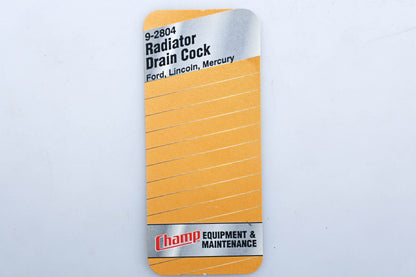 9-2804
Radiator
Drain Cock
Ford, Lincoln, Mercury
Champ EQUIPMENT &
MAINTENANCE